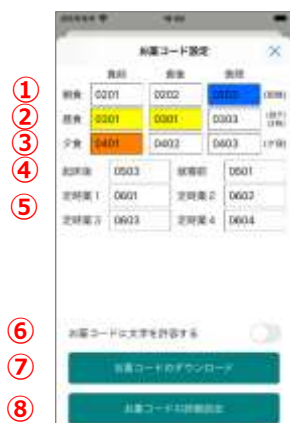 お薬コード設定
食前 食後 食間
① 朝食 0201 0202
② 昼食 0301 0301 0303
③ 夕食 0401 0402 0403
④ 起床後 0503 就寝前 0501
⑤ 定時薬1 0601 定時薬2 0602
定時薬3 0603 定時薬4 0604
⑥ お薬コードに文字を許容する
⑦ お薬コードのダウンロード
⑧ お薬コードの詳細設定